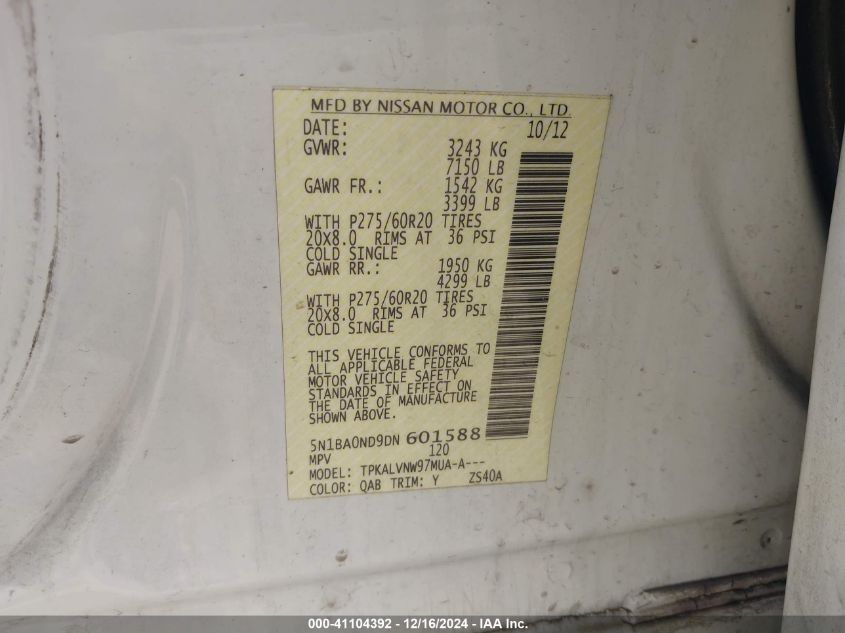 MFD BY NISSAN MOTOR CO., LTD.
DATE: 10/12
GVWR: 3243 KG
7150 LB
GAWR FR.: 1542 KG
3399 LB
WITH P275/60R20 TIRES
20X8.0 RIMS AT 36 PSI
COLD SINGLE
GAWR RR.: 1950 KG
4299 LB
WITH P275/60R20 TIRES
20X8.0 RIMS AT 36 PSI
COLD SINGLE
THIS VEHICLE CONFORMS TO
ALL APPLICABLE FEDERAL
MOTOR VEHICLE SAFETY
STANDARDS IN EFFECT ON
THE DATE OF MANUFACTURE
SHOWN ABOVE.
5N1BA0ND9DN 601588
MPV 120
MODEL: TPKALVNW97MUA-A---
COLOR: QAB TRIM: Y ZS40A
000-41104392 - 12/16/2024 - IAA Inc.